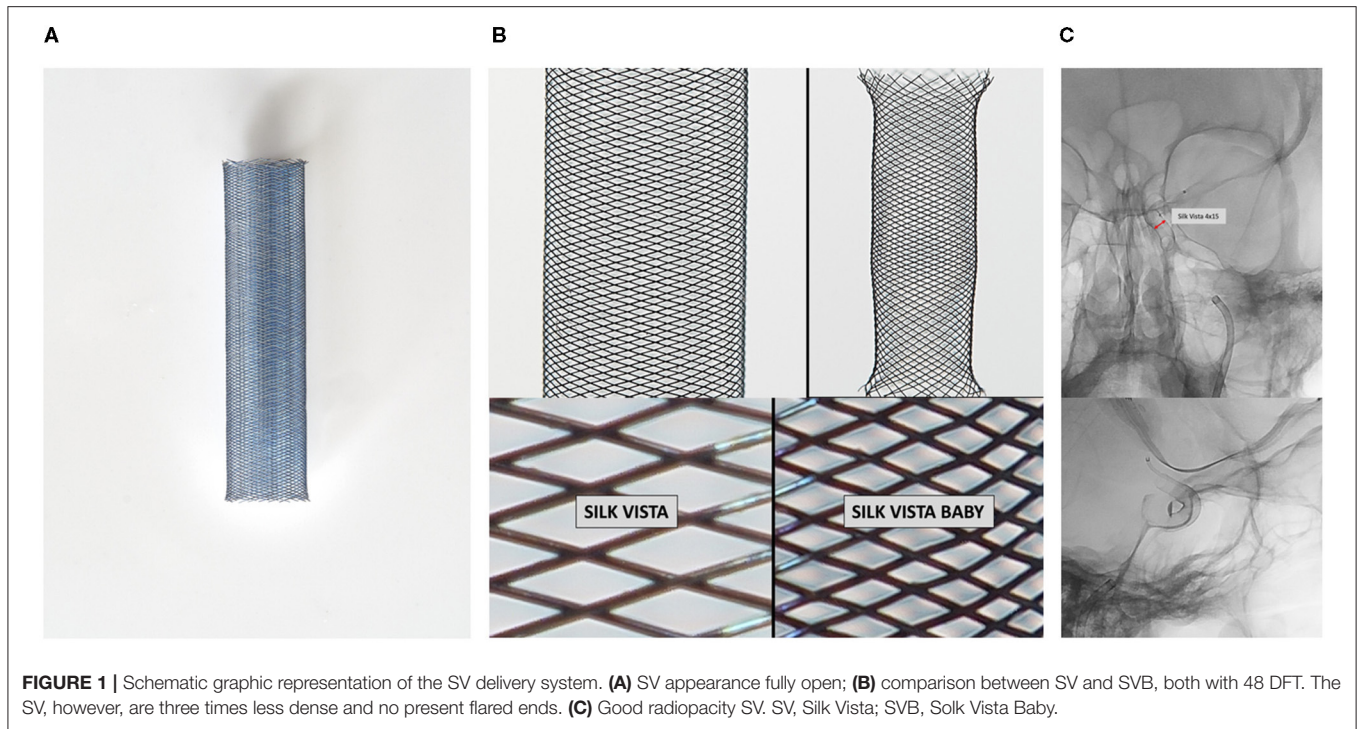 A
B
C
Silk Vista 4x15
SILK VISTA
SILK VISTA BABY
FIGURE 1 | Schematic graphic representation of the SV delivery system. (A) SV appearance fully open; (B) comparison between SV and SVB, both with 48 DFT. The
SV, however, are three times less dense and no present flared ends. (C) Good radiopacity SV. SV, Silk Vista; SVB, Solk Vista Baby.